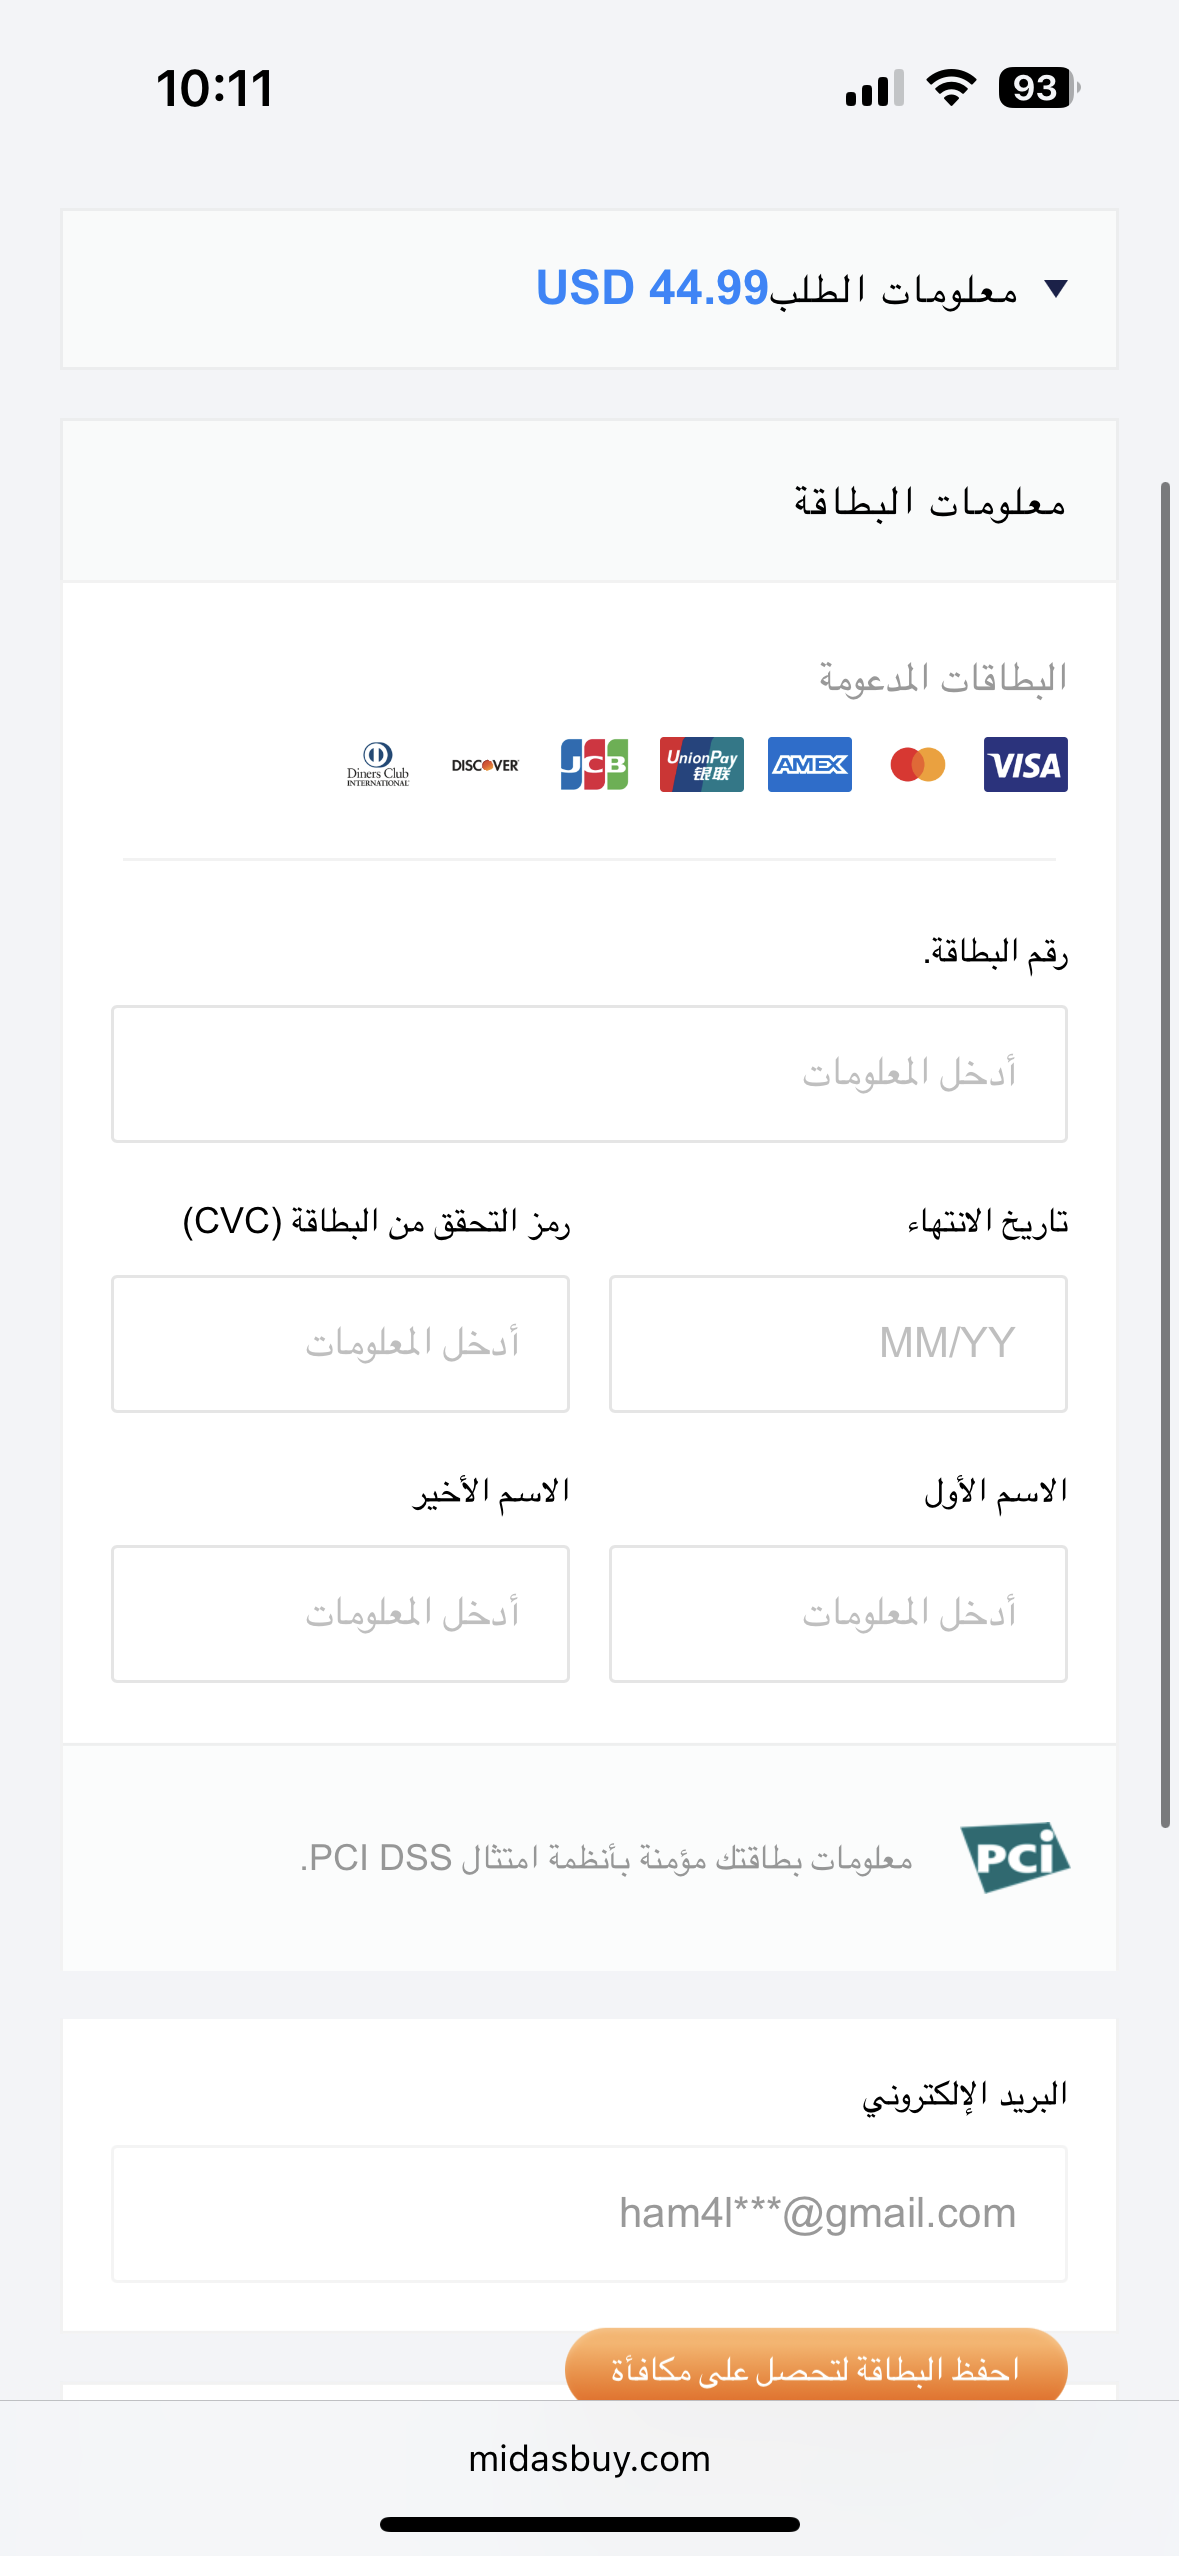 10:11
93
معلومات الطلب USD 44.99
معلومات البطاقة
البطاقات المدعومة
VISA
AMEX
UnionPay
银联
JCB
DISCOVER
Diners Club
INTERNATIONAL
رقم البطاقة.
أدخل المعلومات
تاريخ الانتهاء
رمز التحقق من البطاقة (CVC)
MM/YY
أدخل المعلومات
الاسم الأول
الاسم الأخير
أدخل المعلومات
أدخل المعلومات
PCI
معلومات بطاقتك مؤمنة بأنظمة امتثال PCI DSS.
البريد الإلكتروني
ham4l***@gmail.com
احفظ البطاقة لتحصل على مكافأة
midasbuy.com